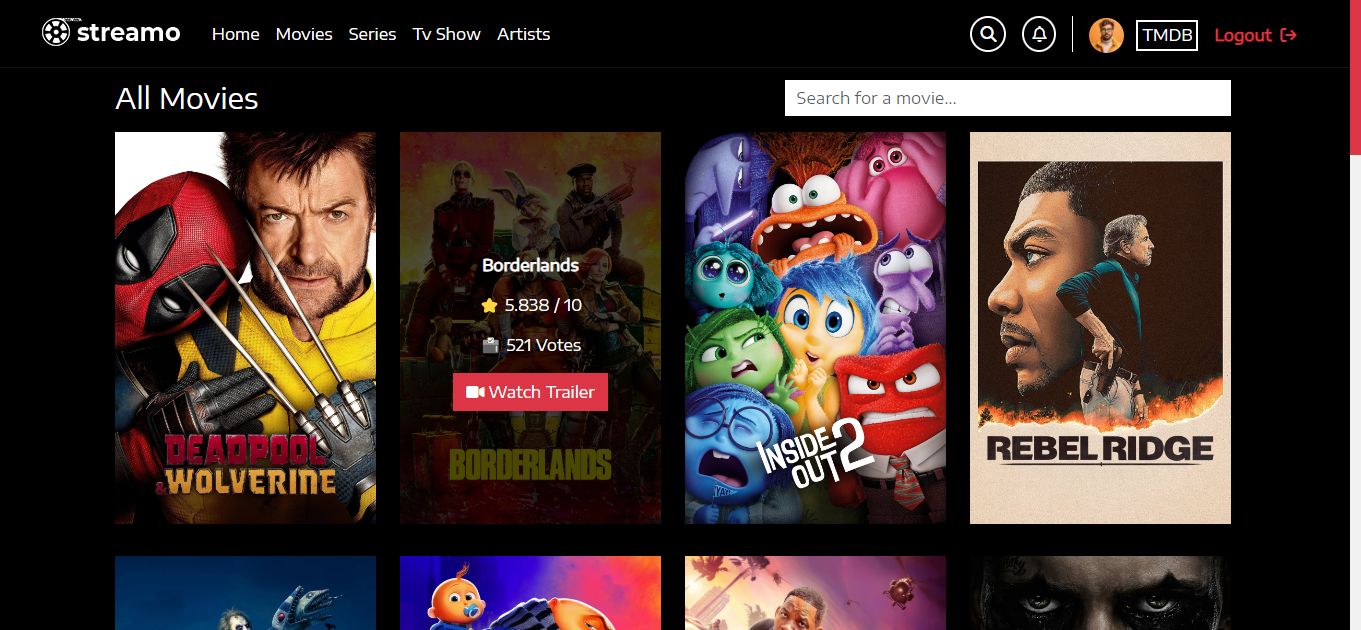 streamo Home Movies Series Tv Show Artists TMDB Logout
All Movies
Search for a movie...
Borderlands
5.838 / 10
521 Votes
Watch Trailer
DEADPOOL
& WOLVERINE
BORDERLANDS
INSIDE
OUT 2
REBEL RIDGE